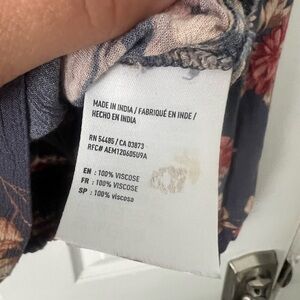 MADE IN INDIA / FABRIQUÉ EN INDE /
HECHO EN INDIA
RN 54485 / CA 03873
RFC# AEM120605U9A
EN : 100% VISCOSE
FR : 100% VISCOSE
SP : 100% viscosa